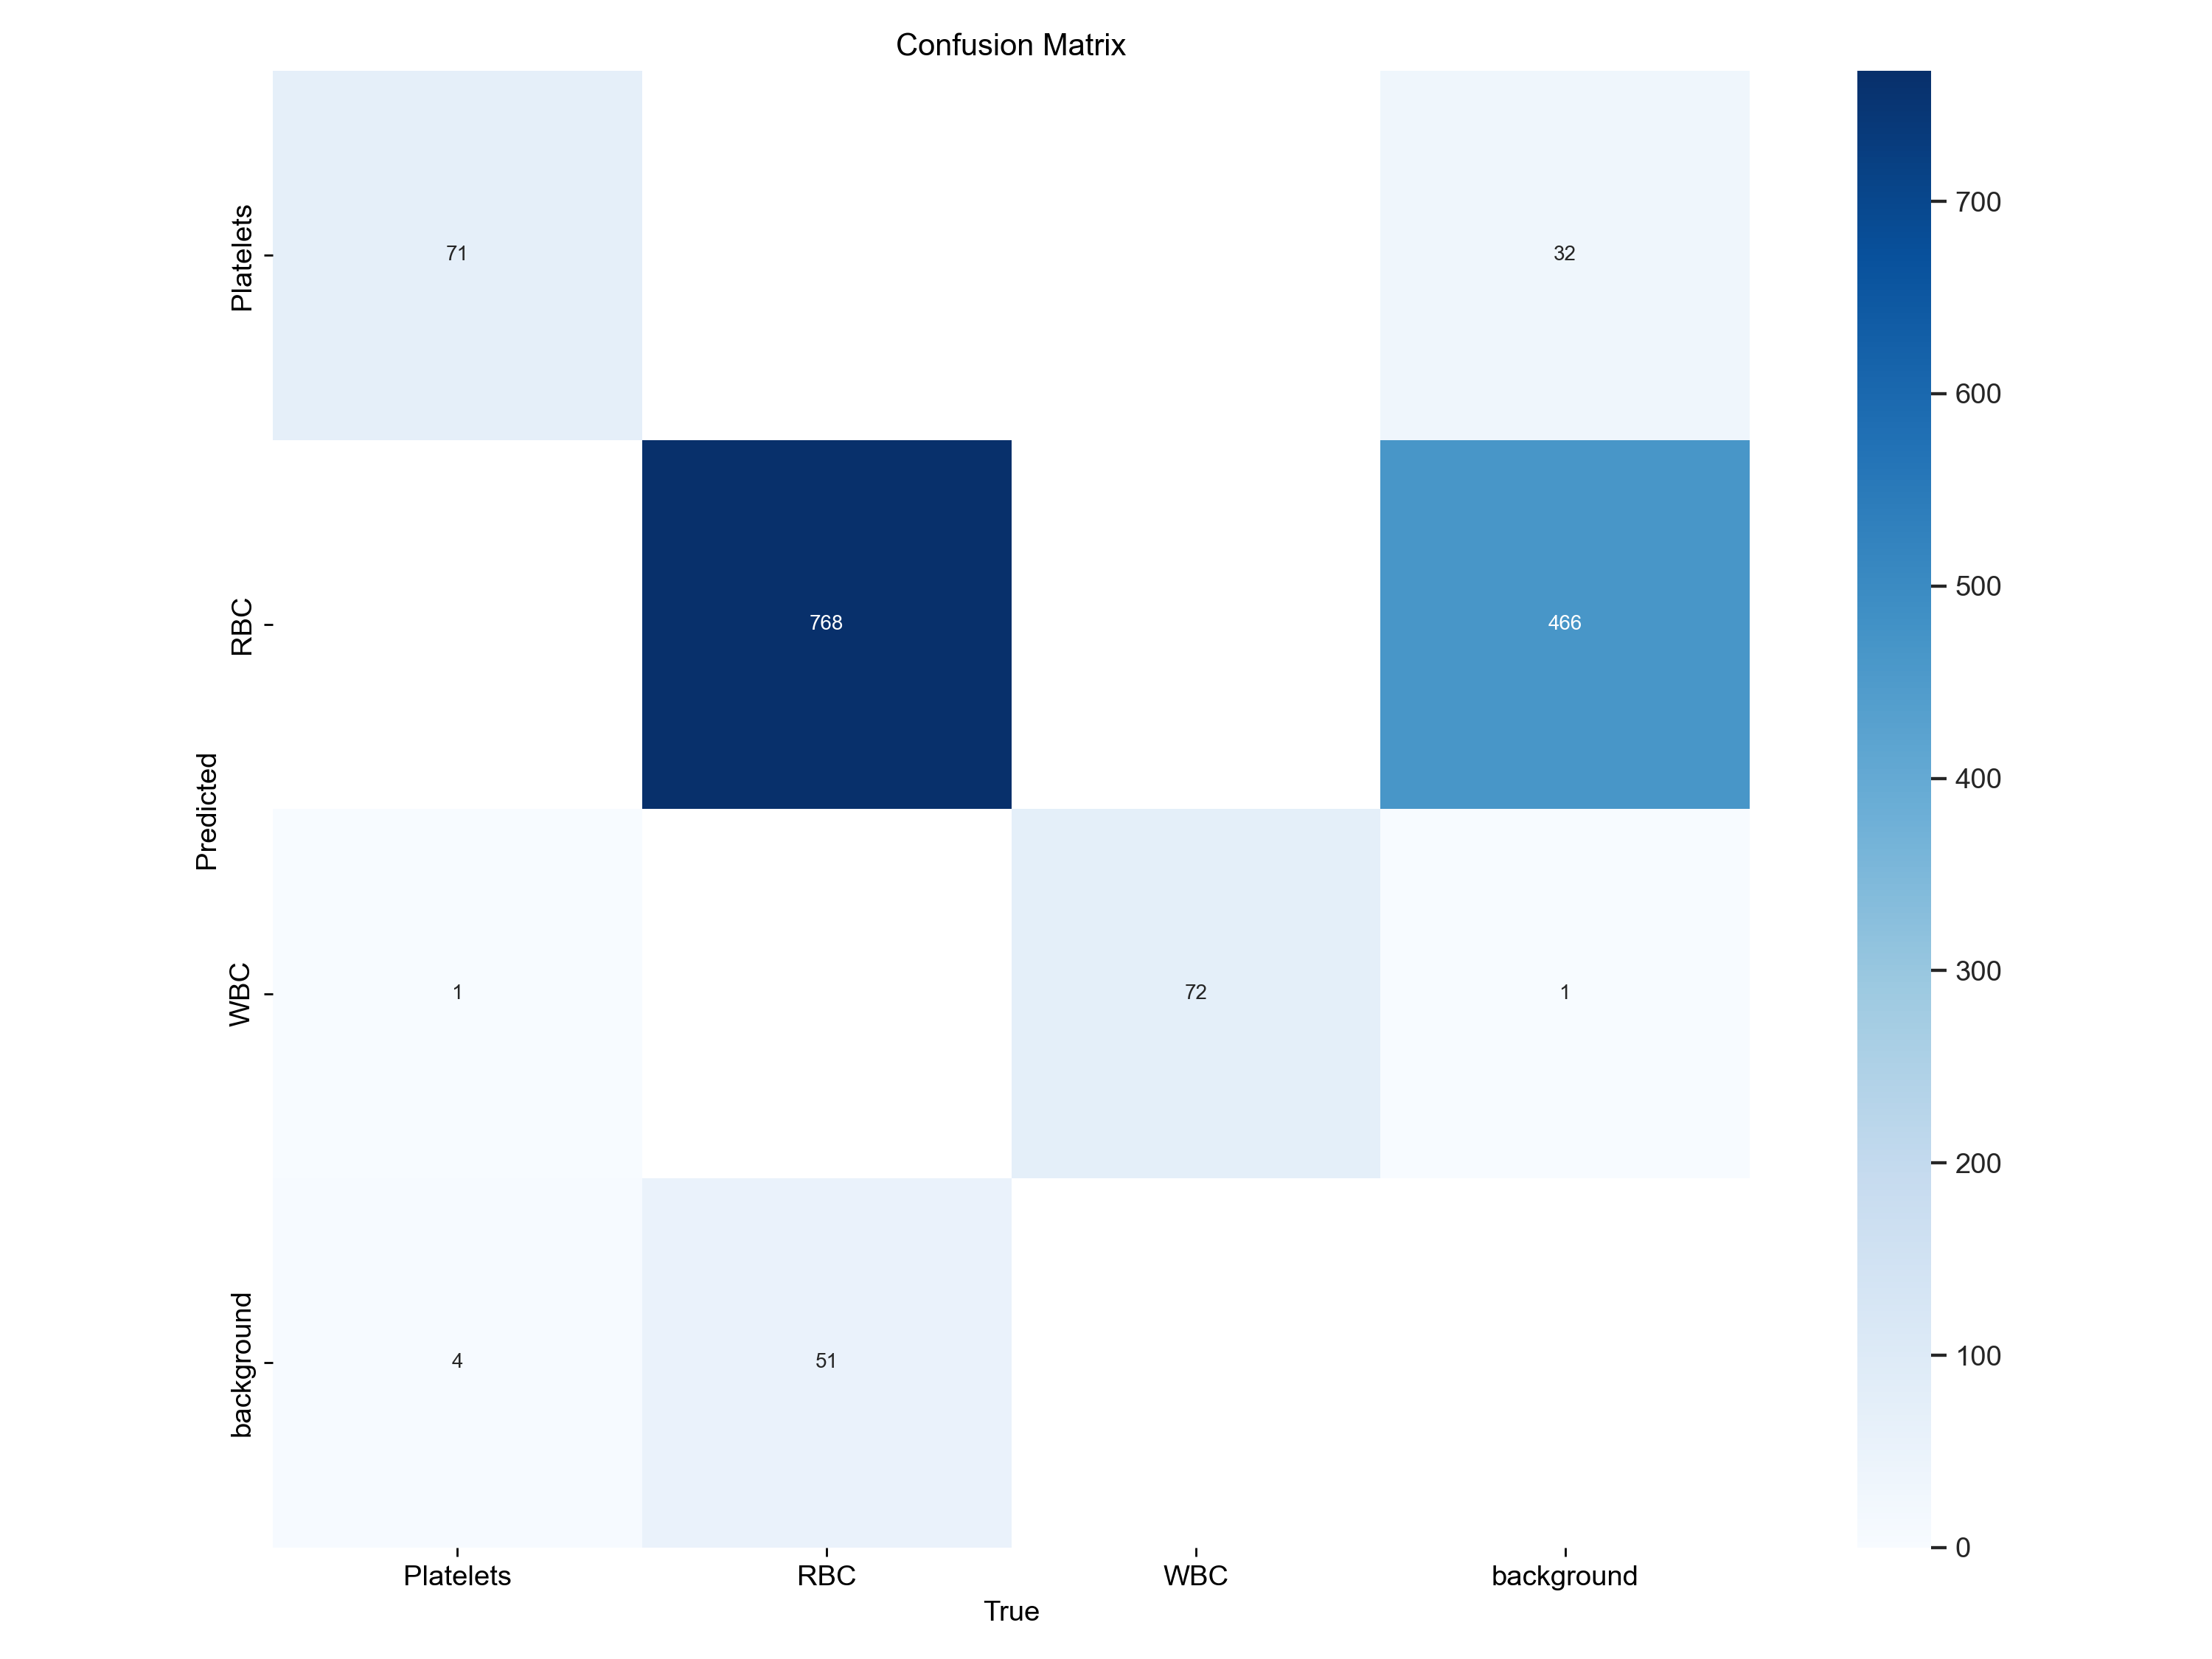 Confusion Matrix
Platelets
71
32
RBC
768
466
WBC
1
72
1
background
4
51
Predicted
Platelets
RBC
WBC
background
True
700
600
500
400
300
200
100
0